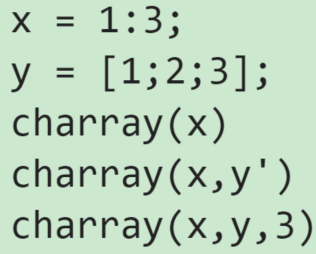 x = 1:3;
y = [1;2;3];
charray(x)
charray(x,y')
charray(x,y,3)